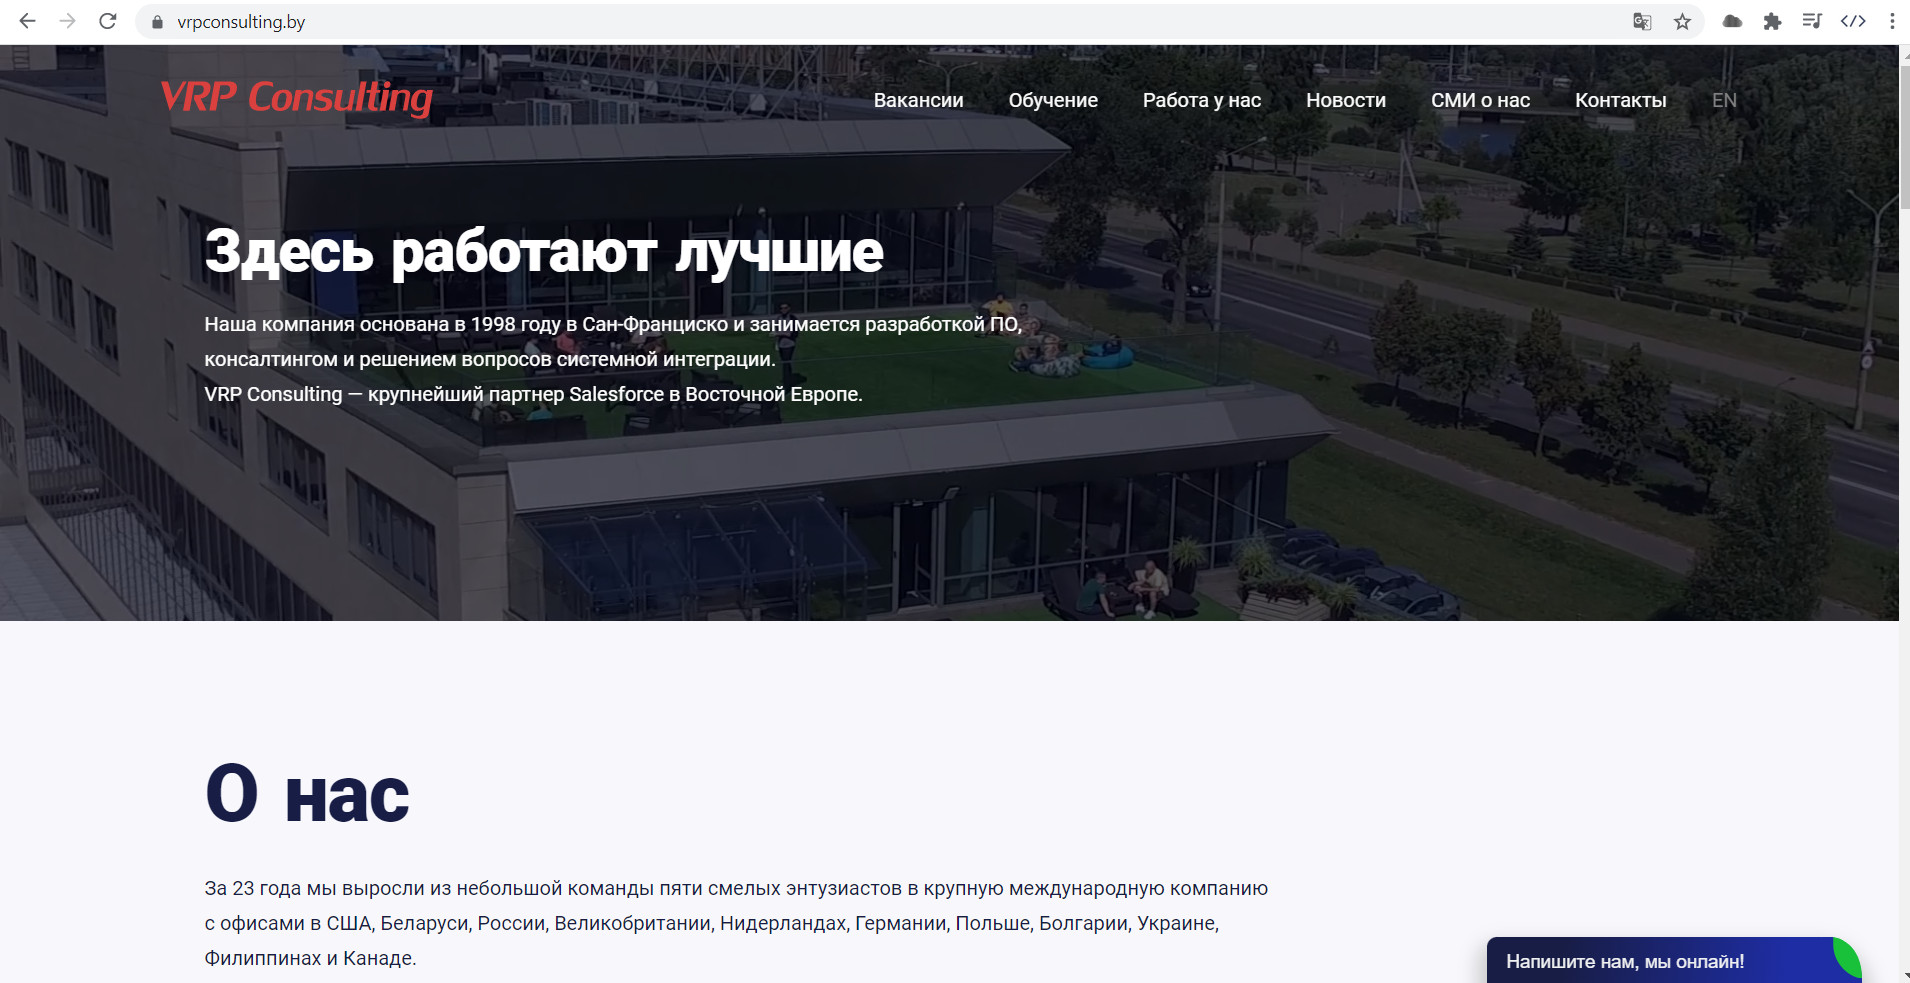 vrpconsulting.by
VRP Consulting
Вакансии Обучение Работа у нас Новости СМИ о нас Контакты EN
Здесь работают лучшие
Наша компания основана в 1998 году в Сан-Франциско и занимается разработкой ПО,
консалтингом и решением вопросов системной интеграции.
VRP Consulting — крупнейший партнер Salesforce в Восточной Европе.
О нас
За 23 года мы выросли из небольшой команды пяти смелых энтузиастов в крупную международную компанию
с офисами в США, Беларуси, России, Великобритании, Нидерландах, Германии, Польше, Болгарии, Украине,
Филиппинах и Канаде.
Напишите нам, мы онлайн!